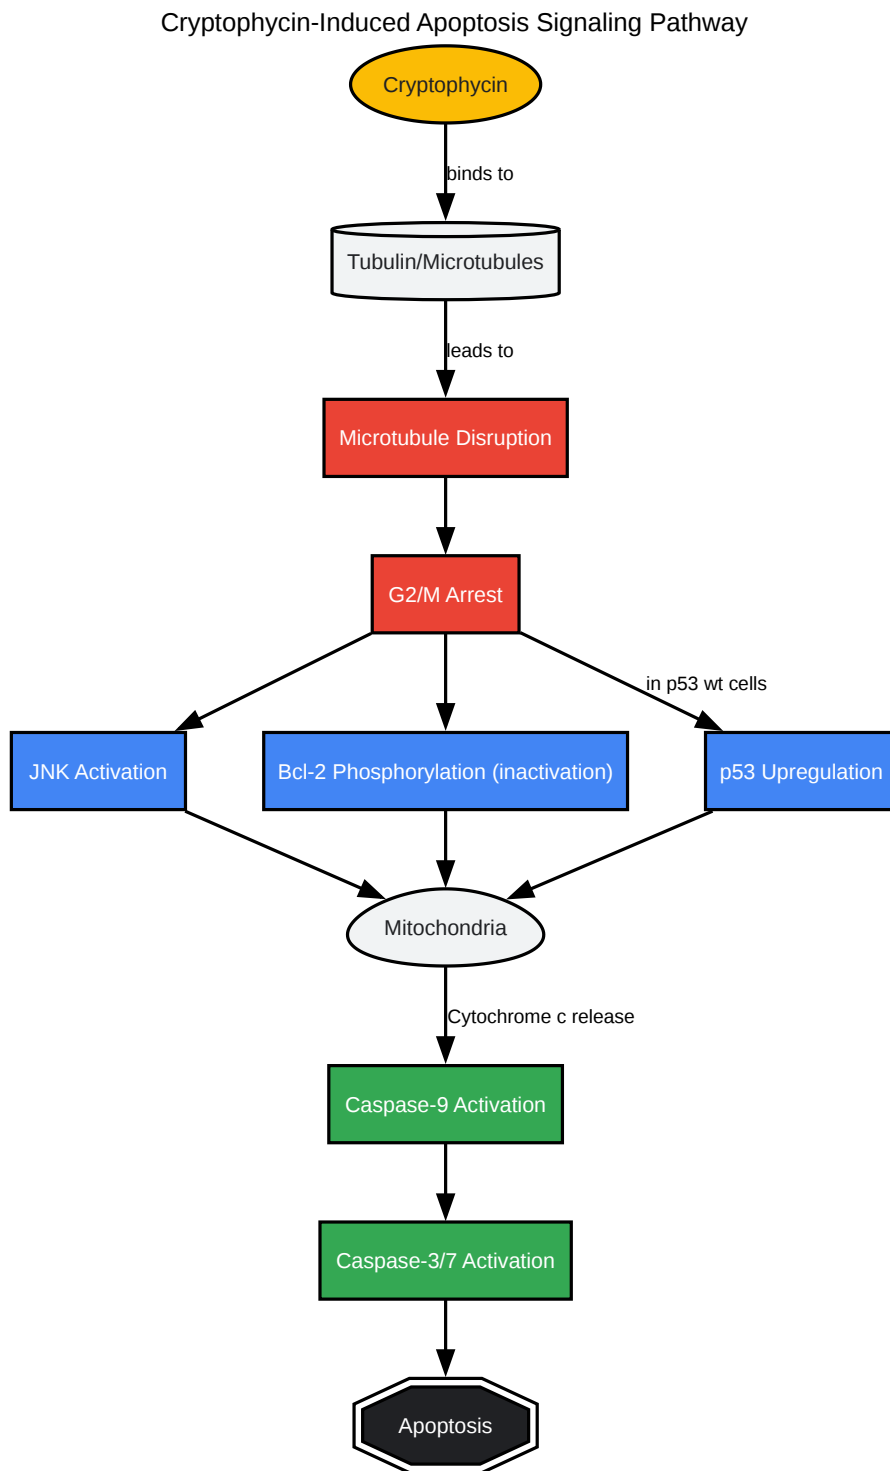 Cryptophycin-Induced Apoptosis Signaling Pathway
Cryptophycin
binds to
Tubulin/Microtubules
leads to
Microtubule Disruption
G2/M Arrest
in p53 wt cells
JNK Activation
Bcl-2 Phosphorylation (inactivation)
p53 Upregulation
Mitochondria
Cytochrome c release
Caspase-9 Activation
Caspase-3/7 Activation
Apoptosis